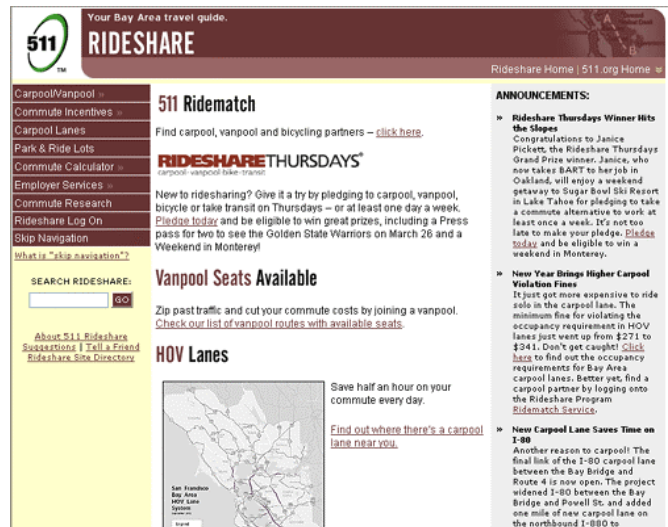 Your Bay Area travel guide.
511
TM
RIDESHARE
A
B
Rideshare Home | 511.org Home
Carpool/Vanpool »
Commute Incentives »
Carpool Lanes
Park & Ride Lots
Commute Calculator »
Employer Services »
Commute Research
Rideshare Log On
Skip Navigation
What is "skip navigation"?
SEARCH RIDESHARE:
GO
About 511 Rideshare
Suggestions | Tell a Friend
Rideshare Site Directory
511 Ridematch
Find carpool, vanpool and bicycling partners – click here.
RIDESHARETHURSDAYS®
carpool·vanpool·bike·transit
New to ridesharing? Give it a try by pledging to carpool, vanpool,
bicycle or take transit on Thursdays – or at least one day a week.
Pledge today and be eligible to win great prizes, including a Press
pass for two to see the Golden State Warriors on March 26 and a
Weekend in Monterey!
Vanpool Seats Available
Zip past traffic and cut your commute costs by joining a vanpool.
Check our list of vanpool routes with available seats.
HOV Lanes
San Francisco
Bay Area
HOV Lane
System
Legend
Save half an hour on your
commute every day.
Find out where there's a carpool
lane near you.
ANNOUNCEMENTS:
» Rideshare Thursdays Winner Hits
the Slopes
Congratulations to Janice
Pickett, the Rideshare Thursdays
Grand Prize winner. Janice, who
now takes BART to her job in
Oakland, will enjoy a weekend
getaway to Sugar Bowl Ski Resort
in Lake Tahoe for pledging to take
a commute alternative to work at
least once a week. It's not too
late to make your pledge. Pledge
today and be eligible to win a
weekend in Monterey.
» New Year Brings Higher Carpool
Violation Fines
It just got more expensive to ride
solo in the carpool lane. The
minimum fine for violating the
occupancy requirement in HOV
lanes just went up from $271 to
$341. Don't get caught! Click
here to find out the occupancy
requirements for Bay Area
carpool lanes. Better yet, find a
carpool partner by logging onto
the Rideshare Program
Ridematch Service.
» New Carpool Lane Saves Time on
I-80
Another reason to carpool! The
final link of the I-80 carpool lane
between the Bay Bridge and
Route 4 is now open. The project
widened I-80 between the Bay
Bridge and Powell St. and added
one mile of new carpool lane on
the northbound I-880 to